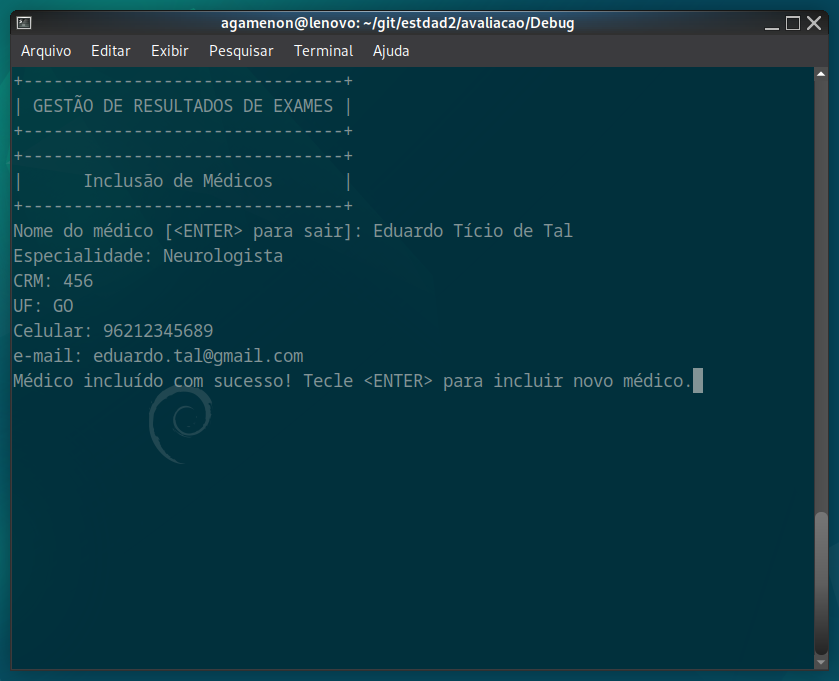 agamenon@lenovo: ~/git/estdad2/avaliacao/Debug
Arquivo Editar Exibir Pesquisar Terminal Ajuda
+--------------------------------+
| GESTÃO DE RESULTADOS DE EXAMES |
+--------------------------------+
+--------------------------------+
|      Inclusão de Médicos       |
+--------------------------------+
Nome do médico [<ENTER> para sair]: Eduardo Tício de Tal
Especialidade: Neurologista
CRM: 456
UF: GO
Celular: 96212345689
e-mail: eduardo.tal@gmail.com
Médico incluído com sucesso! Tecle <ENTER> para incluir novo médico.